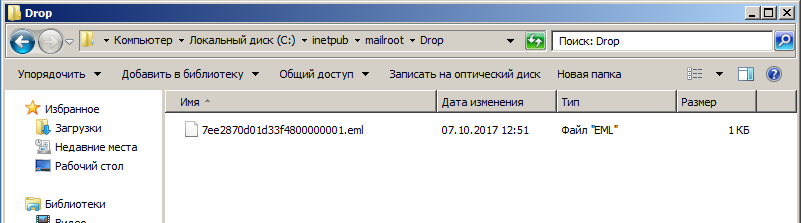 Drop
Компьютер Локальный диск (C:) inetpub mailroot Drop Поиск: Drop
Упорядочить Добавить в библиотеку Общий доступ Записать на оптический диск Новая папка
Избранное
Загрузки
Недавние места
Рабочий стол
Библиотеки
Видео
Имя Дата изменения Тип Размер
7ee2870d01d33f4800000001.eml 07.10.2017 12:51 Файл "EML" 1 КБ